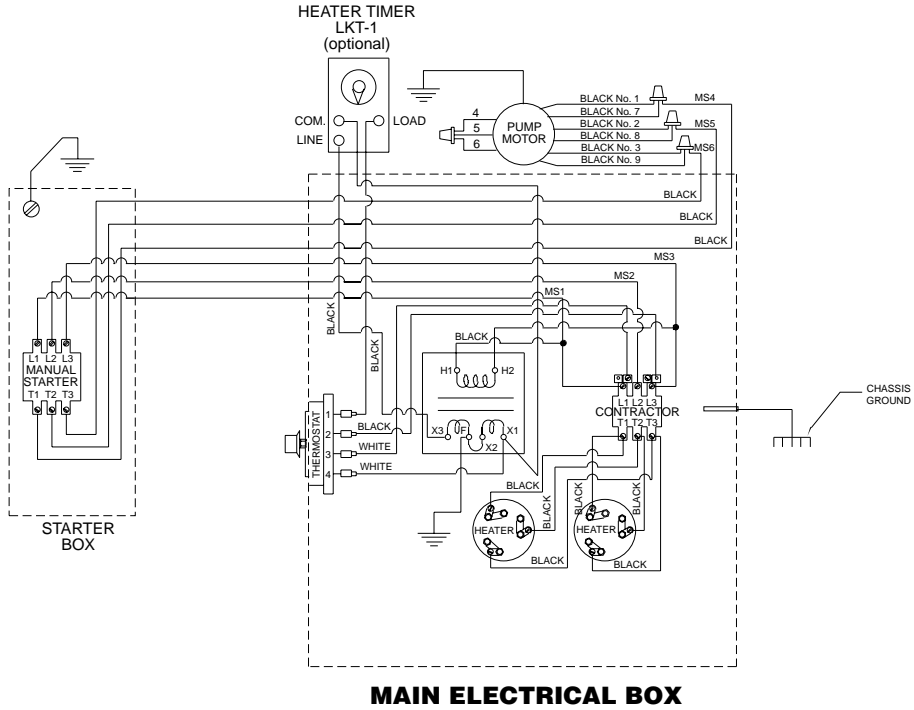 HEATER TIMER
LKT-1
(optional)
COM.
LOAD
LINE
4
5
6
PUMP
MOTOR
BLACK No. 1
BLACK No. 7
BLACK No. 2
BLACK No. 8
BLACK No. 3
BLACK No. 9
MS4
MS5
MS6
BLACK
BLACK
BLACK
MS3
MS2
MS1
BLACK
BLACK
BLACK
H1
H2
L1 L2 L3
MANUAL
STARTER
T1 T2 T3
STARTER
BOX
THERMOSTAT
1
2
3
4
BLACK
WHITE
WHITE
X3
F
X2
X1
L1 L2 L3
CONTRACTOR
T1 T2 T3
CHASSIS
GROUND
BLACK
BLACK
BLACK
BLACK
HEATER
HEATER
BLACK
BLACK
MAIN ELECTRICAL BOX